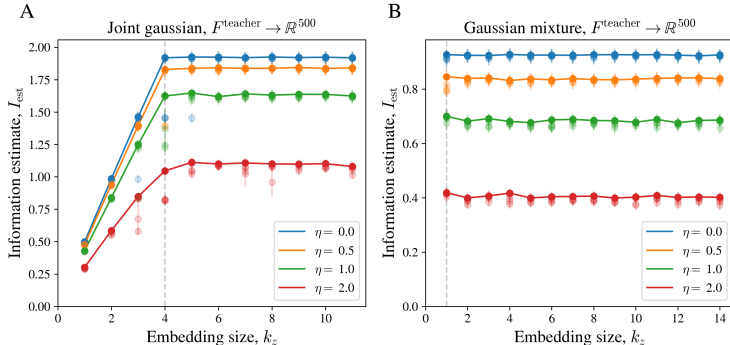 A
Joint gaussian, F^teacher → ℝ^500
Information estimate, I_est
2.00
1.75
1.50
1.25
1.00
0.75
0.50
0.25
0.00
η = 0.0
η = 0.5
η = 1.0
η = 2.0
0 2 4 6 8 10
Embedding size, k_z
B
Gaussian mixture, F^teacher → ℝ^500
Information estimate, I_est
0.8
0.6
0.4
0.2
0.0
η = 0.0
η = 0.5
η = 1.0
η = 2.0
0 2 4 6 8 10 12 14
Embedding size, k_z